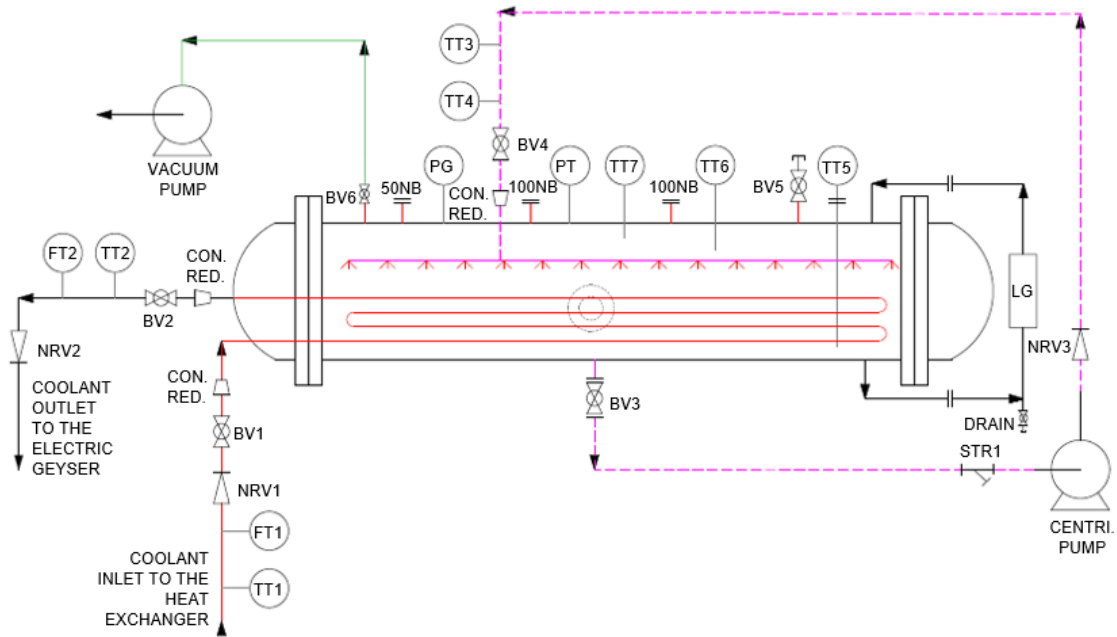 TT3
TT4
VACUUM
PUMP
BV4
BV6
50NB
PG
CON.
RED.
100NB
PT
TT7
100NB
TT6
BV5
TT5
FT2
TT2
CON.
RED.
BV2
LG
NRV2
NRV3
COOLANT
OUTLET
TO THE
ELECTRIC
GEYSER
CON.
RED.
BV1
BV3
DRAIN
STR1
NRV1
FT1
CENTRI.
PUMP
COOLANT
INLET TO THE
HEAT
EXCHANGER
TT1